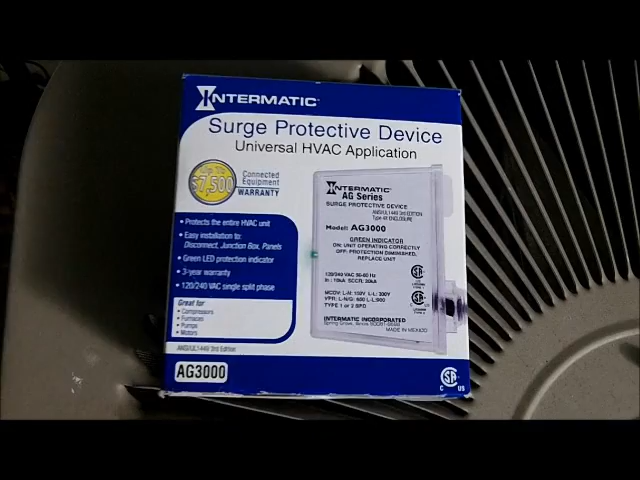 INTERMATIC
Surge Protective Device
Universal HVAC Application
$7,500
Connected
Equipment
WARRANTY
• Protects the entire HVAC unit
• Easy installation to:
Disconnect, Junction Box, Panels
• Green LED protection indicator
• 3-year warranty
• 120/240 VAC single split phase
Great for
• Compressors
• Furnaces
• Pumps
• Motors
ANSI/UL1449 3rd Edition
AG3000
INTERMATIC
AG Series
SURGE PROTECTIVE DEVICE
ANSI/UL1449 3RD EDITION
Type 4X ENCLOSURE
Model: AG3000
GREEN INDICATOR
ON: UNIT OPERATING CORRECTLY
OFF: PROTECTION DIMINISHED,
REPLACE UNIT
120/240 VAC 50-60 Hz
In : 10kA SCCR: 20kA
MCOV: L-N: 150V L-L: 300V
VPR: L-N/G: 600 L-L:900
TYPE 1 or 2 SPD
INTERMATIC INCORPORATED
Spring Grove, Illinois
MADE IN MEXICO
C US